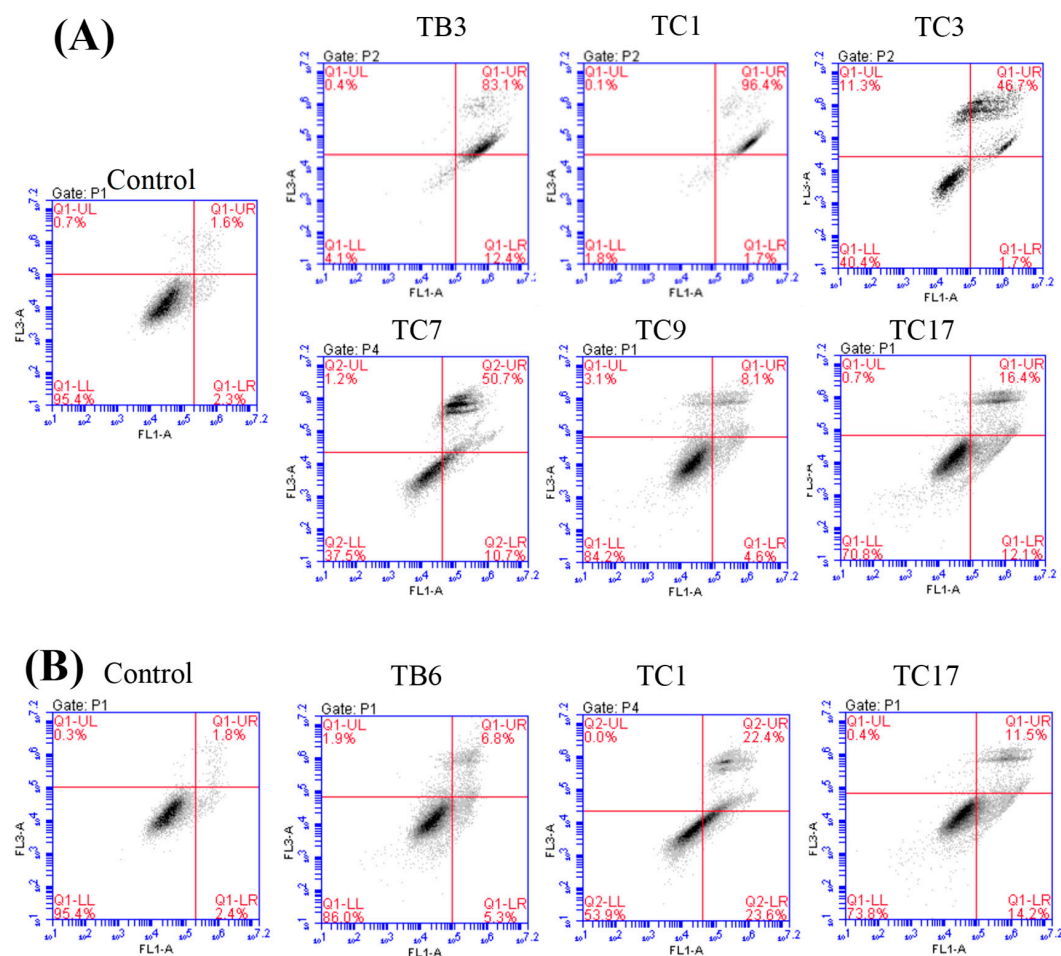 (A)
TB3
TC1
TC3
Gate: P2
Q1-UL
0.4%
Q1-UR
83.1%
Q1-LL
4.1%
Q1-LR
12.4%
FL3-A
FL1-A
Gate: P2
Q1-UL
0.1%
Q1-UR
96.4%
Q1-LL
1.8%
Q1-LR
1.7%
FL3-A
FL1-A
Gate: P2
Q1-UL
11.3%
Q1-UR
46.7%
Q1-LL
40.4%
Q1-LR
1.7%
FL3-A
FL1-A
Control
Gate: P1
Q1-UL
0.7%
Q1-UR
1.6%
Q1-LL
95.4%
Q1-LR
2.3%
FL3-A
FL1-A
TC7
TC9
TC17
Gate: P4
Q2-UL
1.2%
Q2-UR
50.7%
Q2-LL
37.5%
Q2-LR
10.7%
FL3-A
FL1-A
Gate: P1
Q1-UL
3.1%
Q1-UR
8.1%
Q1-LL
84.2%
Q1-LR
4.6%
FL3-A
FL1-A
Gate: P1
Q1-UL
0.7%
Q1-UR
16.4%
Q1-LL
70.8%
Q1-LR
12.1%
FL3-A
FL1-A
(B)
Control
TB6
TC1
TC17
Gate: P1
Q1-UL
0.3%
Q1-UR
1.8%
Q1-LL
95.4%
Q1-LR
2.4%
FL3-A
FL1-A
Gate: P1
Q1-UL
1.9%
Q1-UR
6.8%
Q1-LL
86.0%
Q1-LR
5.3%
FL3-A
FL1-A
Gate: P4
Q2-UL
0.0%
Q2-UR
22.4%
Q2-LL
53.9%
Q2-LR
23.6%
FL3-A
FL1-A
Gate: P1
Q1-UL
0.4%
Q1-UR
11.5%
Q1-LL
73.8%
Q1-LR
14.2%
FL3-A
FL1-A